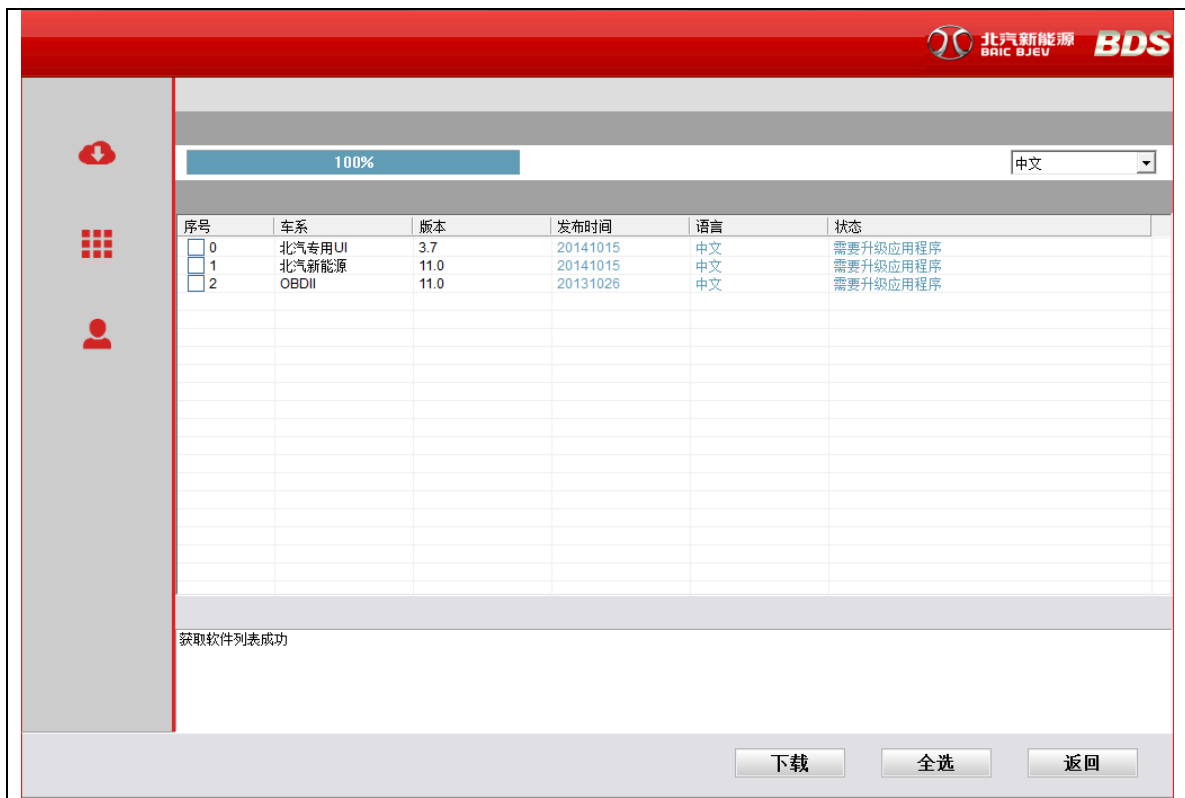 北汽新能源 BDS
BAIC BJEV
100% 中文
序号 车系 版本 发布时间 语言 状态
0 北汽专用UI 3.7 20141015 中文 需要升级应用程序
1 北汽新能源 11.0 20141015 中文 需要升级应用程序
2 OBDII 11.0 20131026 中文 需要升级应用程序
获取软件列表成功
下载 全选 返回